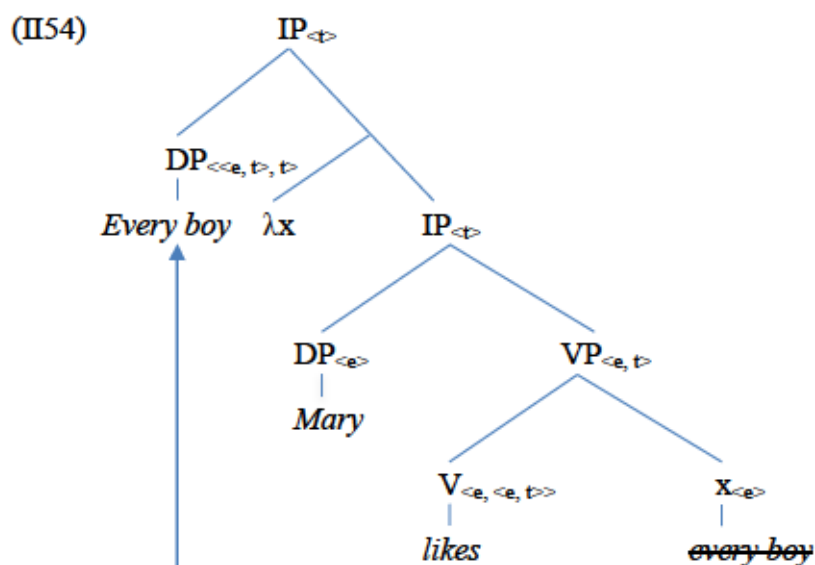 (II54) IP<t>
DP<<e, t>, t>
Every boy λx IP<t>
DP<e> VP<e, t>
Mary
V<e, <e, t>> x<e>
likes every boy